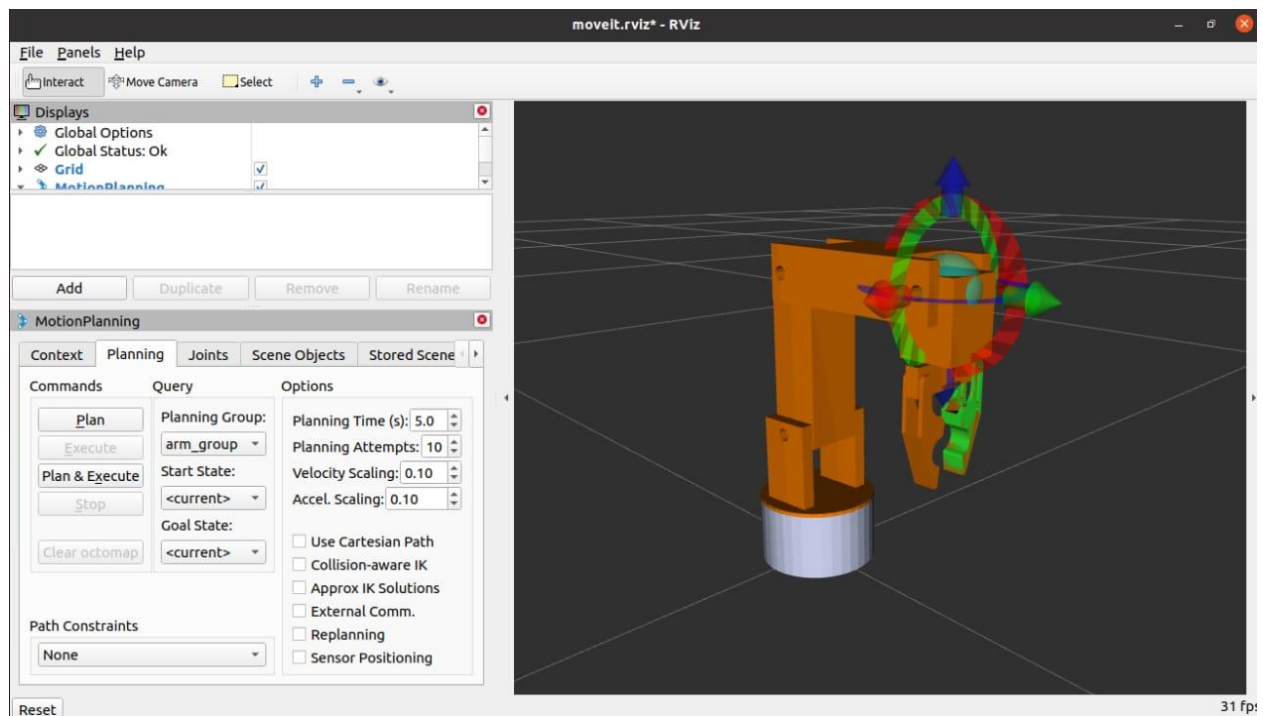 moveit.rviz* - RViz
File Panels Help
Interact Move Camera Select
Displays
Global Options
Global Status: Ok
Grid
MotionPlanning
Add Duplicate Remove Rename
MotionPlanning
Context Planning Joints Scene Objects Stored Scene
Commands Query Options
Plan
Planning Group:
Planning Time (s): 5.0
Execute
arm_group
Planning Attempts: 10
Plan & Execute
Start State:
Velocity Scaling: 0.10
Stop
<current>
Accel. Scaling: 0.10
Goal State:
Clear octomap
<current>
Use Cartesian Path
Collision-aware IK
Approx IK Solutions
External Comm.
Path Constraints
Replanning
None
Sensor Positioning
Reset
31 fps